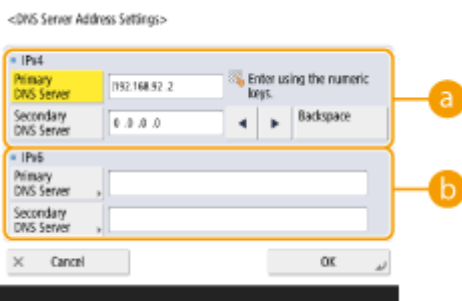 <DNS Server Address Settings>
IPv4
Primary
DNS Server
192.168.92.2
Enter using the numeric
keys.
a
Secondary
DNS Server
0.0.0.0
Backspace
IPv6
Primary
DNS Server
b
Secondary
DNS Server
Cancel
OK